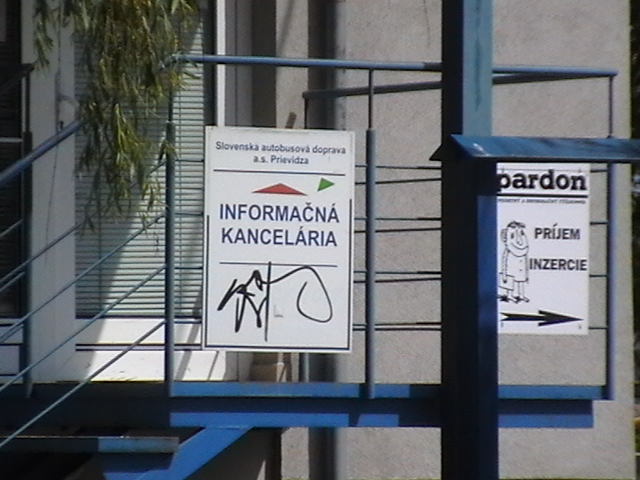 Slovenská autobusová doprava
a.s. Prievidza
INFORMAČNÁ
KANCELÁRIA
pardon
PRÍJEM
INZERCIE